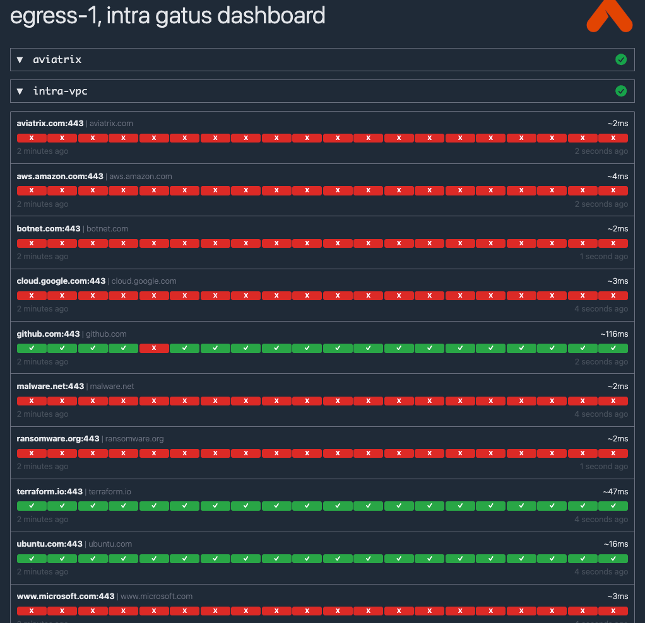 egress-1, intra gatus dashboard
▼ aviatrix
▼ intra-vpc
aviatrix.com:443 | aviatrix.com ~2ms
x x x x x x x x x x x x x x x x x x x x
2 minutes ago 2 seconds ago
aws.amazon.com:443 | aws.amazon.com ~4ms
x x x x x x x x x x x x x x x x x x x x
2 minutes ago 2 seconds ago
botnet.com:443 | botnet.com ~2ms
x x x x x x x x x x x x x x x x x x x x
2 minutes ago 1 second ago
cloud.google.com:443 | cloud.google.com ~3ms
x x x x x x x x x x x x x x x x x x x x
2 minutes ago 4 seconds ago
github.com:443 | github.com ~116ms
✓ ✓ ✓ ✓ x ✓ ✓ ✓ ✓ ✓ ✓ ✓ ✓ ✓ ✓ ✓ ✓ ✓ ✓ ✓
2 minutes ago 2 seconds ago
malware.net:443 | malware.net ~2ms
x x x x x x x x x x x x x x x x x x x x
2 minutes ago 4 seconds ago
ransomware.org:443 | ransomware.org ~2ms
x x x x x x x x x x x x x x x x x x x x
2 minutes ago 1 second ago
terraform.io:443 | terraform.io ~47ms
✓ ✓ ✓ ✓ ✓ ✓ ✓ ✓ ✓ ✓ ✓ ✓ ✓ ✓ ✓ ✓ ✓ ✓ ✓ ✓
2 minutes ago 4 seconds ago
ubuntu.com:443 | ubuntu.com ~16ms
✓ ✓ ✓ ✓ ✓ ✓ ✓ ✓ ✓ ✓ ✓ ✓ ✓ ✓ ✓ ✓ ✓ ✓ ✓ ✓
2 minutes ago 4 seconds ago
www.microsoft.com:443 | www.microsoft.com ~3ms
x x x x x x x x x x x x x x x x x x x x